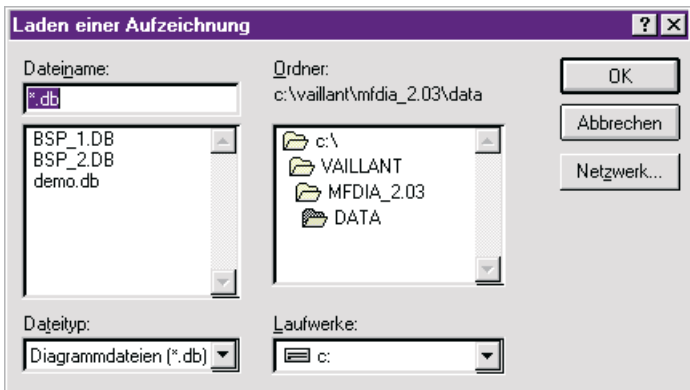 Laden einer Aufzeichnung
Dateiname:
*.db
BSP_1.DB
BSP_2.DB
demo.db
Dateityp:
Diagrammdateien (*.db)
Ordner:
c:\vaillant\mfdia_2.03\data
c:\
VAILLANT
MFDIA_2.03
DATA
Laufwerke:
c:
OK
Abbrechen
Netzwerk...